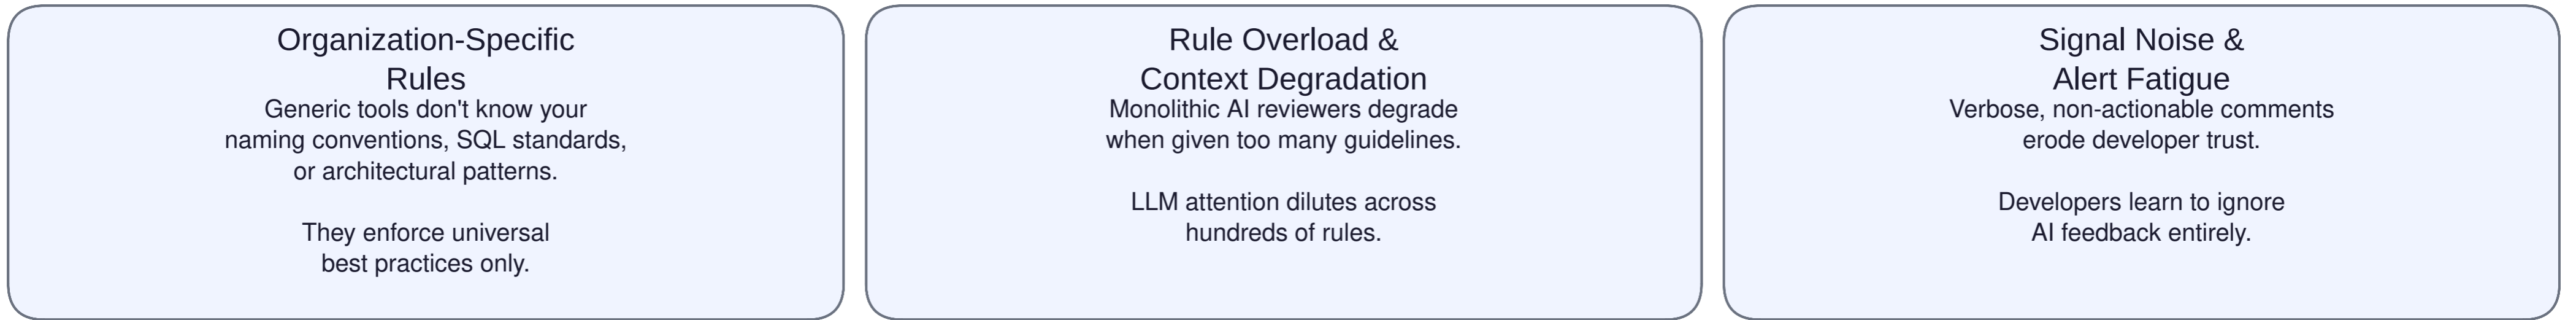 Organization-Specific
Rules
Generic tools don't know your
naming conventions, SQL standards,
or architectural patterns.
They enforce universal
best practices only.
Rule Overload &
Context Degradation
Monolithic AI reviewers degrade
when given too many guidelines.
LLM attention dilutes across
hundreds of rules.
Signal Noise &
Alert Fatigue
Verbose, non-actionable comments
erode developer trust.
Developers learn to ignore
AI feedback entirely.